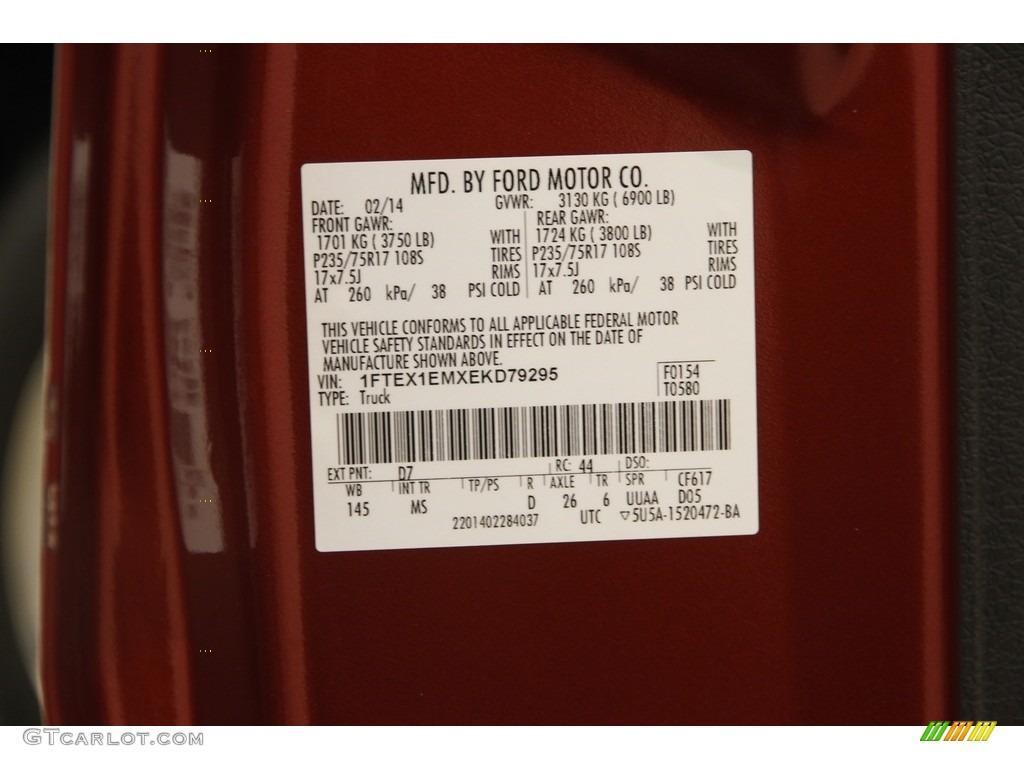 MFD. BY FORD MOTOR CO.
DATE: 02/14 GVWR: 3130 KG ( 6900 LB)
FRONT GAWR: REAR GAWR:
1701 KG ( 3750 LB) WITH 1724 KG ( 3800 LB) WITH
P235/75R17 108S TIRES P235/75R17 108S TIRES
17x7.5J RIMS 17x7.5J RIMS
AT 260 kPa/ 38 PSI COLD AT 260 kPa/ 38 PSI COLD
THIS VEHICLE CONFORMS TO ALL APPLICABLE FEDERAL MOTOR
VEHICLE SAFETY STANDARDS IN EFFECT ON THE DATE OF
MANUFACTURE SHOWN ABOVE.
VIN: 1FTEX1EMXEKD79295 F0154
TYPE: Truck T0580
EXT PNT: D7 RC: 44 DSO:
WB INT TR TP/PS R AXLE TR SPR CF617
145 MS D 26 6 UUAA D05
2201402284037 UTC ▽5U5A-1520472-BA
GTCarlot.com